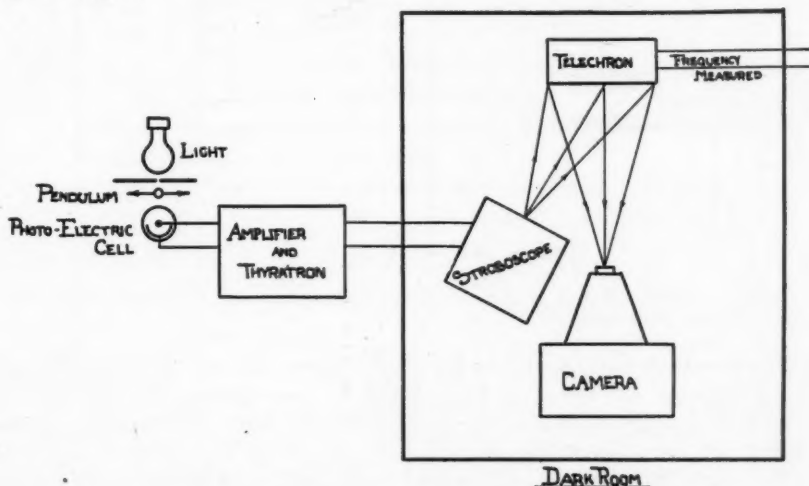 TELECHRON
FREQUENCY
MEASURED
LIGHT
PENDULUM
PHOTO-ELECTRIC
CELL
AMPLIFIER
AND
THYRATRON
STROBOSCOPE
CAMERA
DARK ROOM